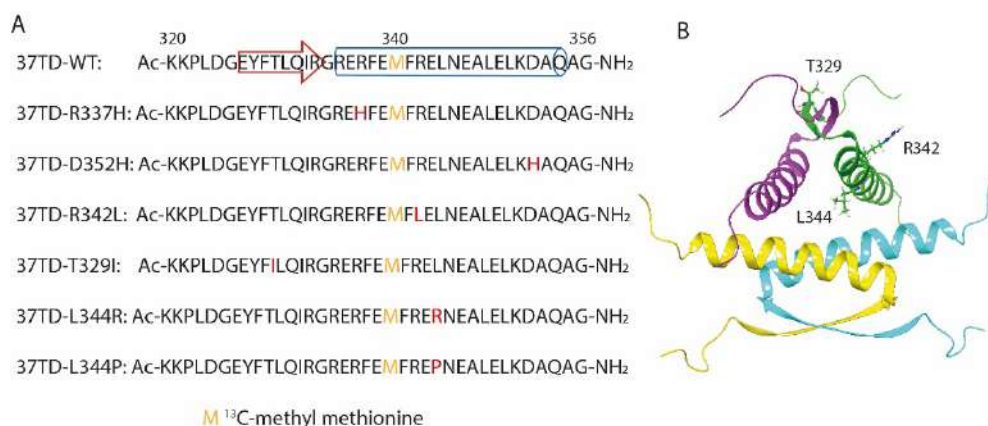 A
320 340 356
37TD-WT: Ac-KKPLDGEYFTLQIRGRERFEMFRELNEALELKDAQAG-NH₂
37TD-R337H: Ac-KKPLDGEYFTLQIRGREHFEMFRELNEALELKDAQAG-NH₂
37TD-D352H: Ac-KKPLDGEYFTLQIRGRERFEMFRELNEALELKHAQAG-NH₂
37TD-R342L: Ac-KKPLDGEYFTLQIRGRERFEMFLELNEALELKDAQAG-NH₂
37TD-T329I: Ac-KKPLDGEYFILQIRGRERFEMFRELNEALELKDAQAG-NH₂
37TD-L344R: Ac-KKPLDGEYFTLQIRGRERFEMFRERNEALELKDAQAG-NH₂
37TD-L344P: Ac-KKPLDGEYFTLQIRGRERFEMFREPNEALELKDAQAG-NH₂
M ¹³C-methyl methionine
B
T329
R342
L344